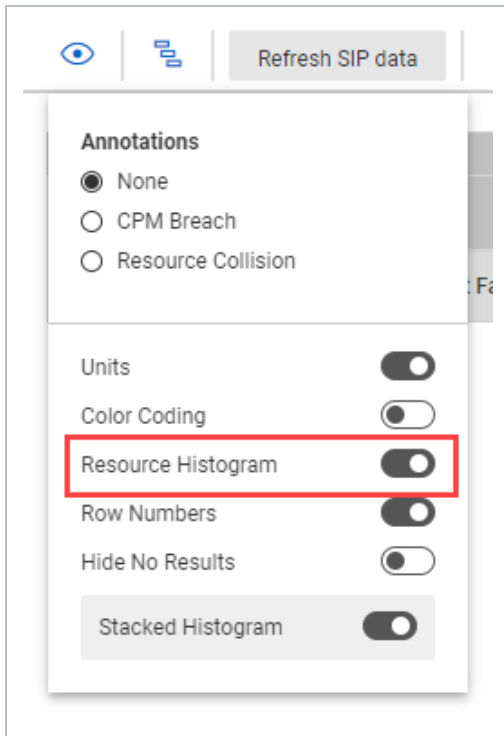 Refresh SIP data
Annotations
None
CPM Breach
Resource Collision
: Fa
Units
Color Coding
Resource Histogram
Row Numbers
Hide No Results
Stacked Histogram